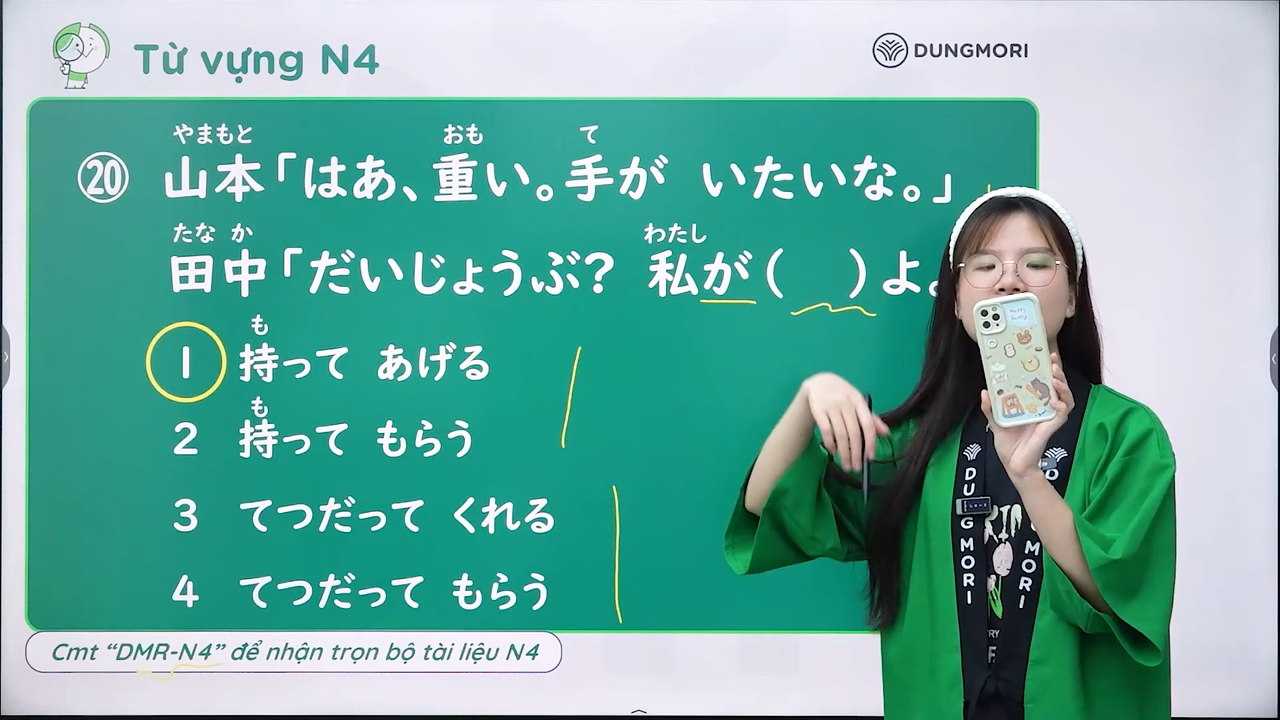 Từ vựng N4
DUNGMORI
やまもと おも て
⑳ 山本「はあ、重い。手が いたいな。」
たな か わたし
田中「だいじょうぶ? 私が( )よ。
も
1 持って あげる
も
2 持って もらう
3 てつだって くれる
4 てつだって もらう
Cmt “DMR-N4” để nhận trọn bộ tài liệu N4